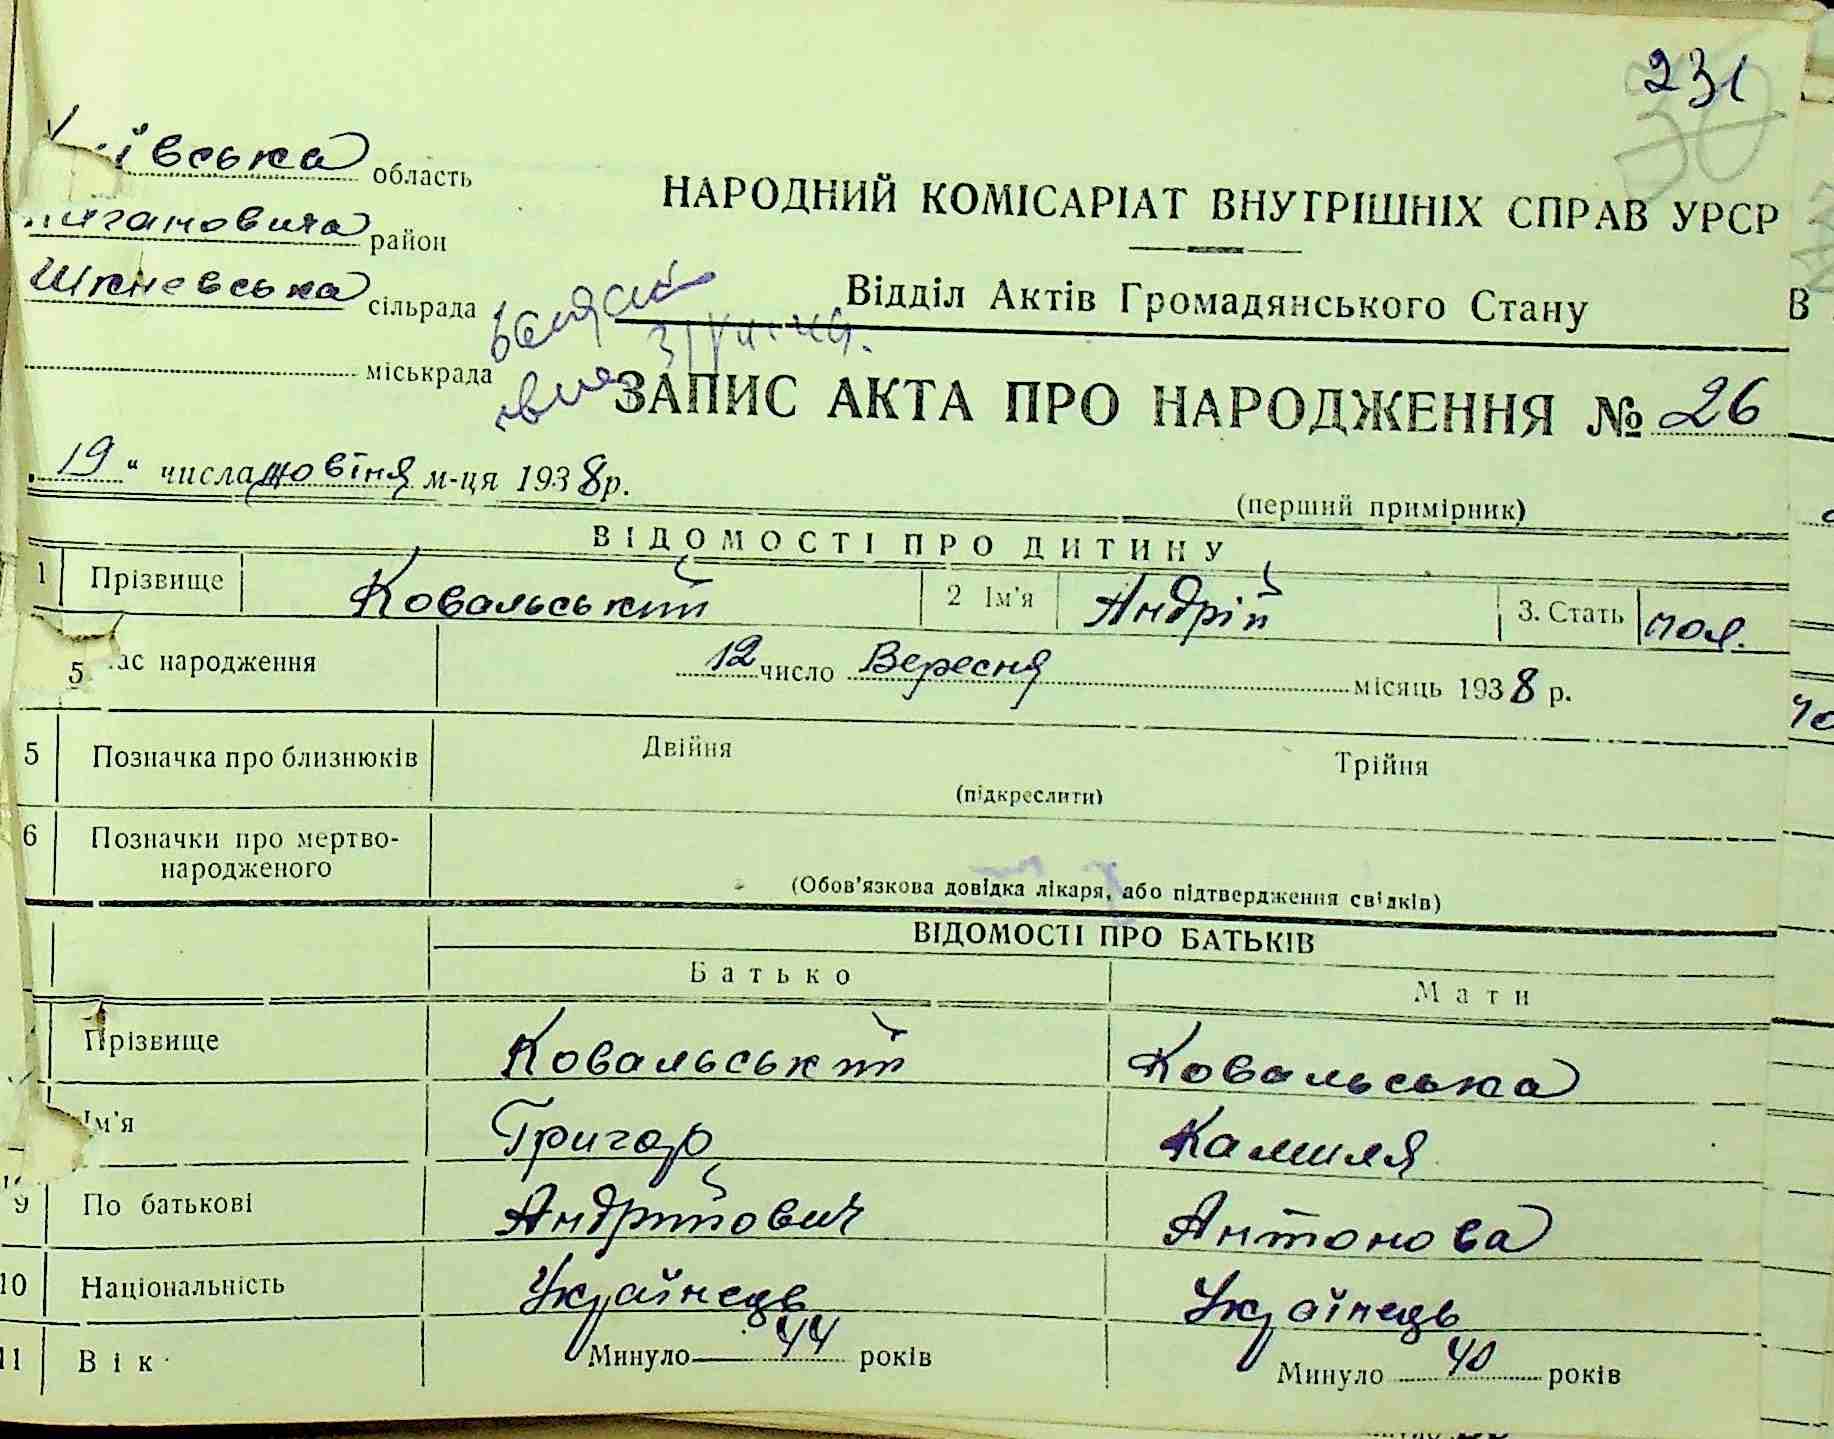 231
ївська область
НАРОДНИЙ КОМІСАРІАТ ВНУТРІШНІХ СПРАВ УРСР
гановича район
сільрада
Відділ Актів Громадянського Стану
міськрада
ЗАПИС АКТА ПРО НАРОДЖЕННЯ № 26
„19“ числа жовтня м-ця 1938 р.
(перший примірник)
ВІДОМОСТІ ПРО ДИТИНУ
1 Прізвище Ковальський 2 Ім'я Андрій 3. Стать
5 ас народження 12 число Вересня місяць 1938 р.
5 Позначка про близнюків Двійня Трійня
(підкреслити)
6 Позначки про мертво-
народженого
(Обов'язкова довідка лікаря, або підтвердження свідків)
ВІДОМОСТІ ПРО БАТЬКІВ
Батько Мати
Прізвище Ковальський Ковальська
Ім'я Григор Камиля
9 По батькові Андрійович Антонова
10 Національність Українець Українець
11 Вік Минуло 44 років Минуло 40 років